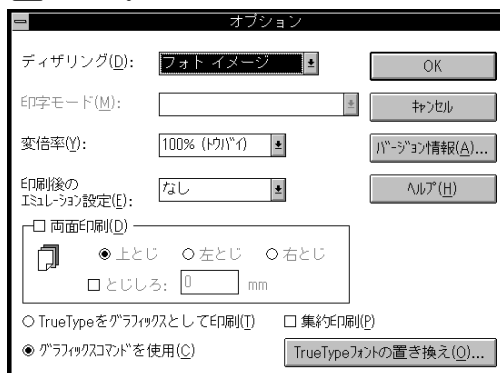 オプション
ディザリング(D): フォト イメージ OK
印字モード(M): ｷｬﾝｾﾙ
変倍率(Y): 100% (ﾄｳﾊﾞｲ) ﾊﾞｰｼﾞｮﾝ情報(A)...
印刷後の
ｴﾐｭﾚｰｼｮﾝ設定(E): なし ﾍﾙﾌﾟ(H)
両面印刷(D)
上とじ 左とじ 右とじ
とじしろ: 0 mm
TrueTypeをｸﾞﾗﾌｨｯｸｽとして印刷(T) 集約印刷(P)
ｸﾞﾗﾌｨｯｸｽｺﾏﾝﾄﾞを使用(C) TrueTypeﾌｫﾝﾄの置き換え(O)...